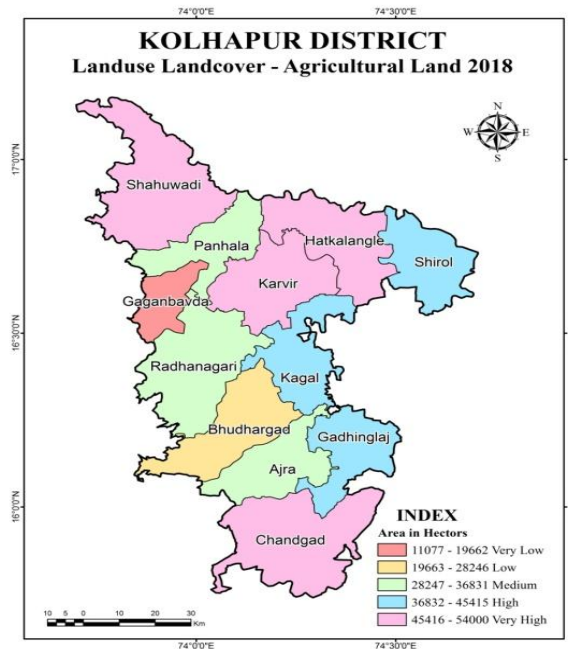 74°0'0"E 74°30'0"E
KOLHAPUR DISTRICT
Landuse Landcover - Agricultural Land 2018
N
W E
S
17°0'0"N
Shahuwadi
Panhala
Hatkalangle
Shirol
Karvir
Gaganbavda
16°30'0"N
Radhanagari
Kagal
Bhudhargad
Gadhinglaj
Ajra
16°0'0"N
Chandgad
INDEX
Area in Hectors
11077 - 19662 Very Low
19663 - 28246 Low
28247 - 36831 Medium
36832 - 45415 High
45416 - 54000 Very High
10 5 0 10 20 30
Km
74°0'0"E 74°30'0"E